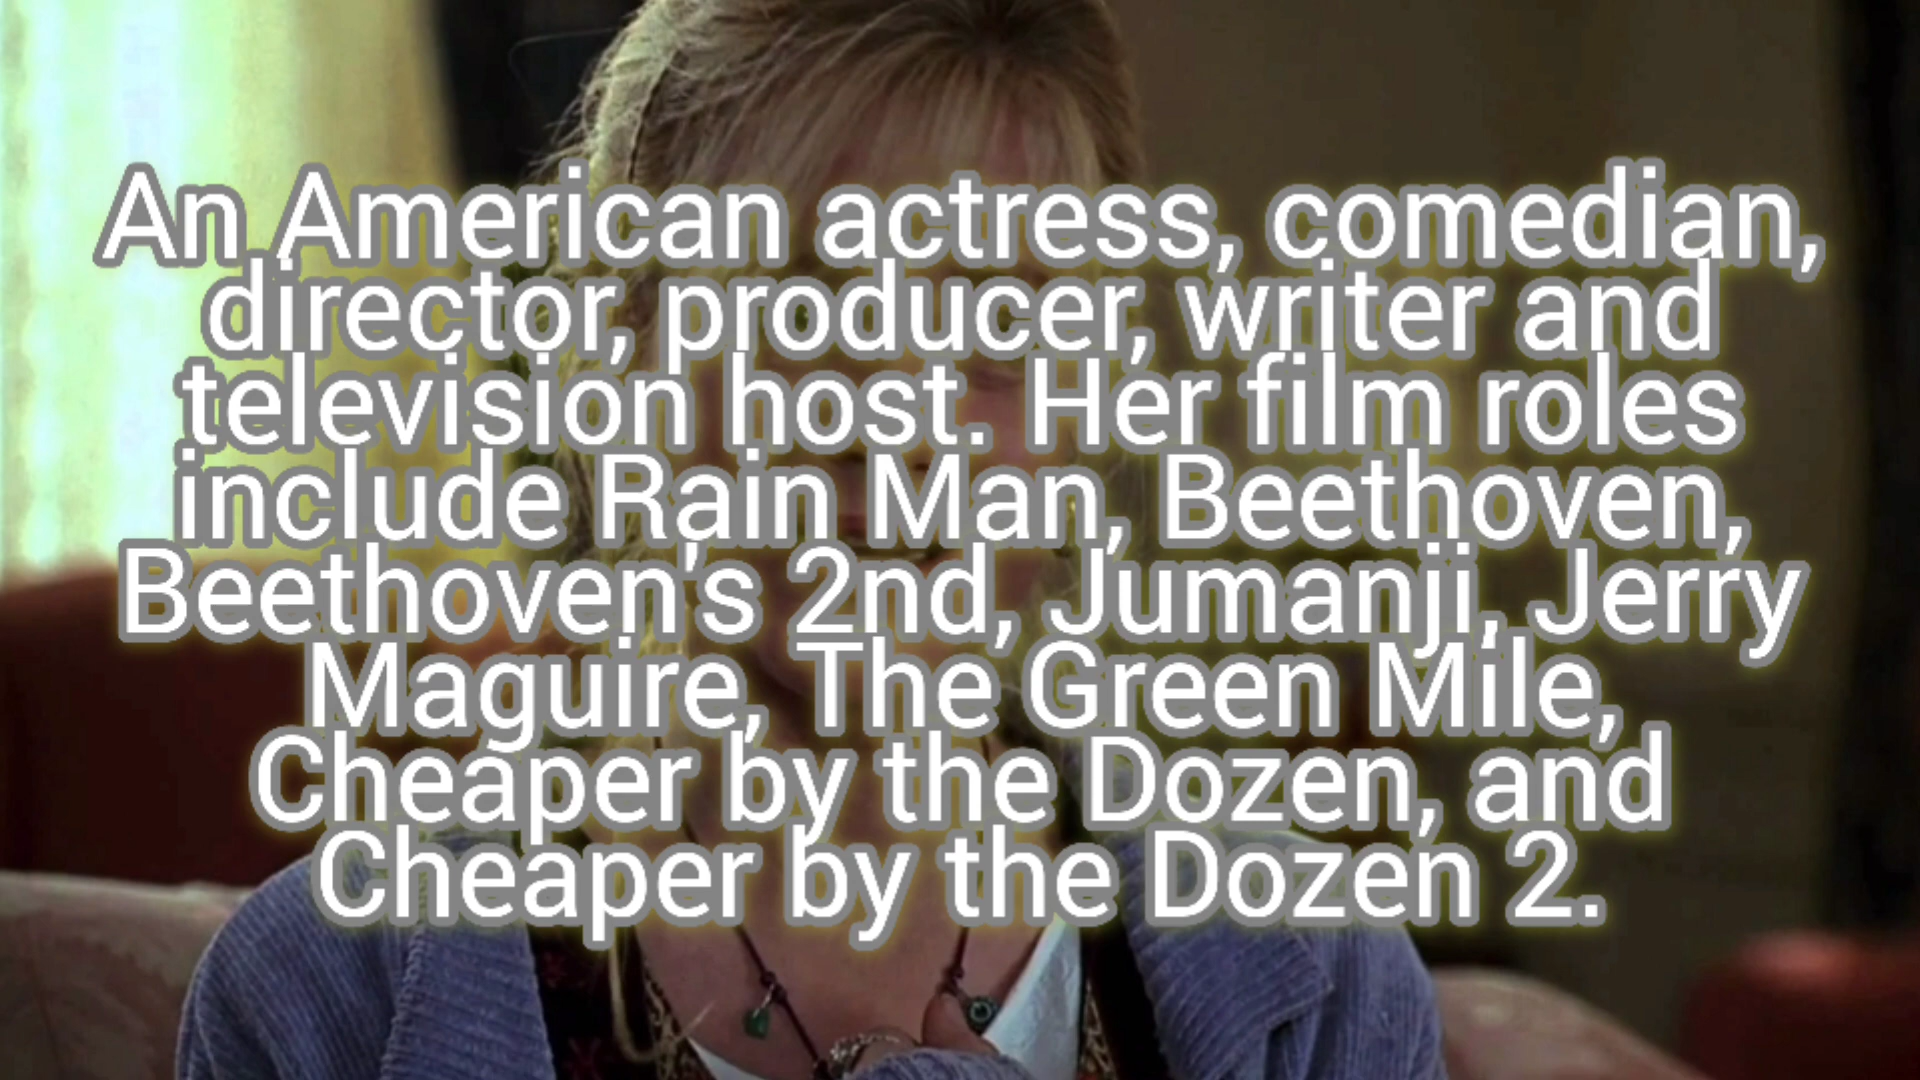 An American actress, comedian,
director, producer, writer and
television host. Her film roles
include Rain Man, Beethoven,
Beethoven's 2nd, Jumanji, Jerry
Maguire, The Green Mile,
Cheaper by the Dozen, and
Cheaper by the Dozen 2.